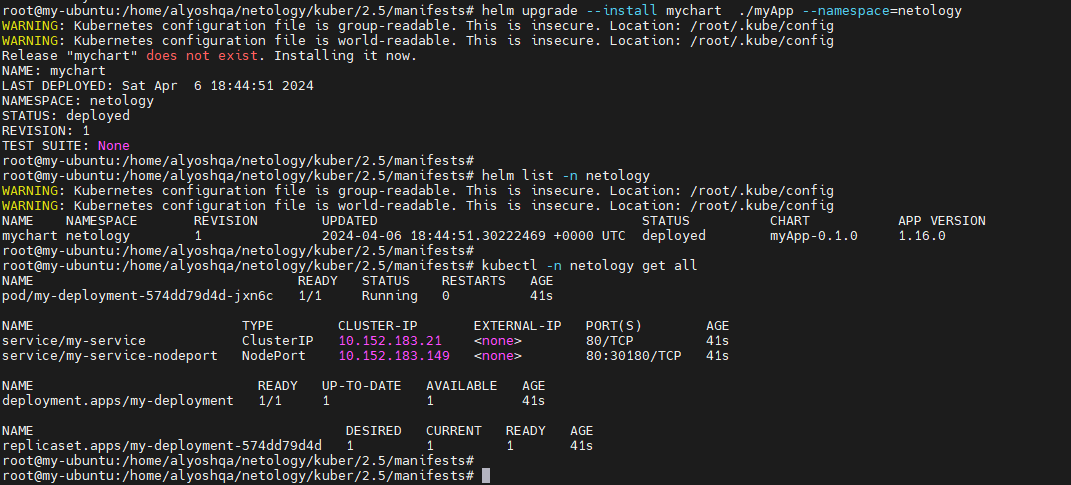 root@my-ubuntu:/home/alyoshqa/netology/kuber/2.5/manifests# helm upgrade --install mychart  ./myApp --namespace=netology
WARNING: Kubernetes configuration file is group-readable. This is insecure. Location: /root/.kube/config
WARNING: Kubernetes configuration file is world-readable. This is insecure. Location: /root/.kube/config
Release "mychart" does not exist. Installing it now.
NAME: mychart
LAST DEPLOYED: Sat Apr  6 18:44:51 2024
NAMESPACE: netology
STATUS: deployed
REVISION: 1
TEST SUITE: None
root@my-ubuntu:/home/alyoshqa/netology/kuber/2.5/manifests#
root@my-ubuntu:/home/alyoshqa/netology/kuber/2.5/manifests# helm list -n netology
WARNING: Kubernetes configuration file is group-readable. This is insecure. Location: /root/.kube/config
WARNING: Kubernetes configuration file is world-readable. This is insecure. Location: /root/.kube/config
NAME    NAMESPACE       REVISION        UPDATED                                 STATUS          CHART           APP VERSION
mychart netology        1               2024-04-06 18:44:51.30222469 +0000 UTC  deployed        myApp-0.1.0     1.16.0
root@my-ubuntu:/home/alyoshqa/netology/kuber/2.5/manifests#
root@my-ubuntu:/home/alyoshqa/netology/kuber/2.5/manifests# kubectl -n netology get all
NAME                                 READY   STATUS    RESTARTS   AGE
pod/my-deployment-574dd79d4d-jxn6c   1/1     Running   0          41s

NAME                          TYPE        CLUSTER-IP       EXTERNAL-IP   PORT(S)        AGE
service/my-service            ClusterIP   10.152.183.21    <none>        80/TCP         41s
service/my-service-nodeport   NodePort    10.152.183.149   <none>        80:30180/TCP   41s

NAME                            READY   UP-TO-DATE   AVAILABLE   AGE
deployment.apps/my-deployment   1/1     1            1           41s

NAME                                       DESIRED   CURRENT   READY   AGE
replicaset.apps/my-deployment-574dd79d4d   1         1         1       41s
root@my-ubuntu:/home/alyoshqa/netology/kuber/2.5/manifests#
root@my-ubuntu:/home/alyoshqa/netology/kuber/2.5/manifests#